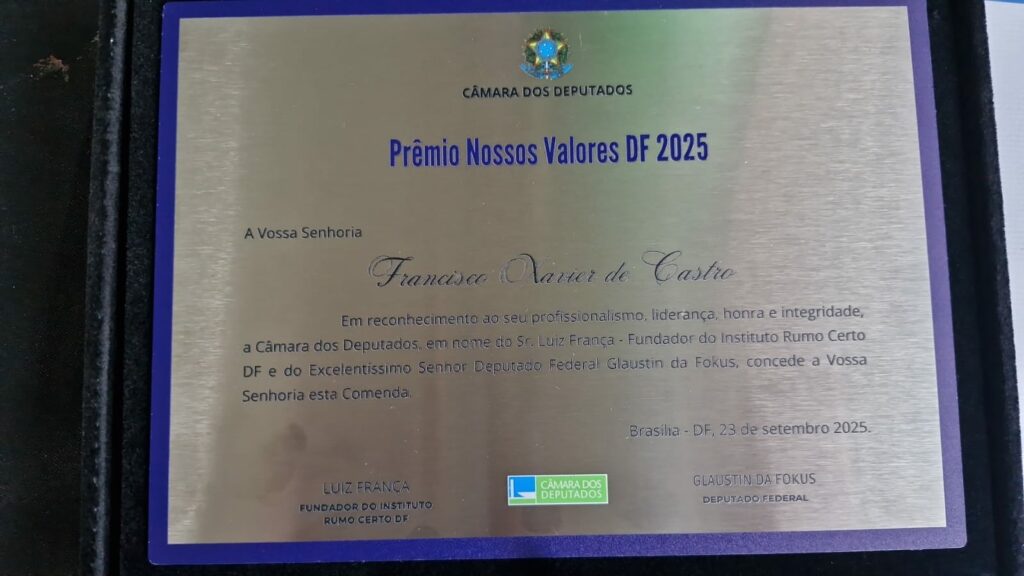 CÂMARA DOS DEPUTADOS
Prêmio Nossos Valores DF 2025
A Vossa Senhoria
Francisco Xavier de Castro
Em reconhecimento ao seu profissionalismo, liderança, honra e integridade,
a Câmara dos Deputados, em nome do Sr. Luiz França - Fundador do Instituto Rumo Certo
DF e do Excelentíssimo Senhor Deputado Federal Glaustin da Fokus, concede a Vossa
Senhoria esta Comenda.
Brasília - DF, 23 de setembro 2025.
LUIZ FRANÇA
FUNDADOR DO INSTITUTO
RUMO CERTO DF
CÂMARA DOS
DEPUTADOS
GLAUSTIN DA FOKUS
DEPUTADO FEDERAL